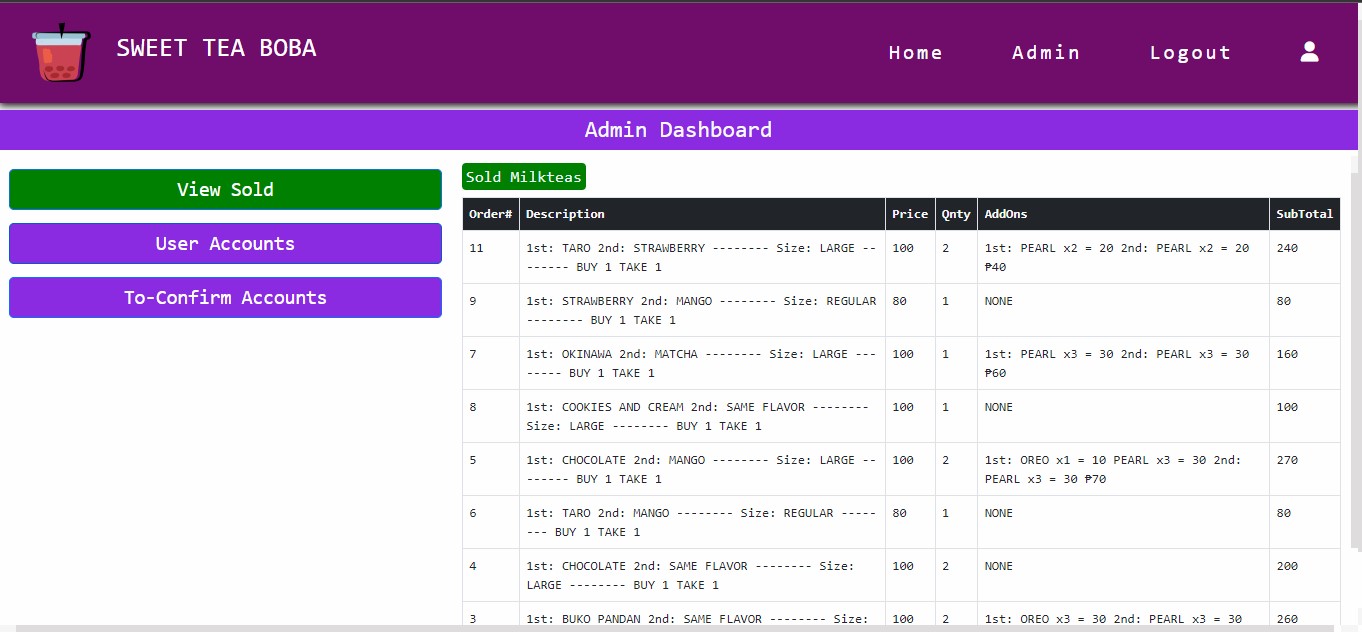 SWEET TEA BOBA
Home Admin Logout
Admin Dashboard
View Sold
User Accounts
To-Confirm Accounts
Sold Milkteas
Order# Description Price Qnty AddOns SubTotal
11 1st: TARO 2nd: STRAWBERRY -------- Size: LARGE -- 100 2 1st: PEARL x2 = 20 2nd: PEARL x2 = 20 240
------ BUY 1 TAKE 1 ₱40
9 1st: STRAWBERRY 2nd: MANGO -------- Size: REGULAR 80 1 NONE 80
-------- BUY 1 TAKE 1
7 1st: OKINAWA 2nd: MATCHA -------- Size: LARGE --- 100 1 1st: PEARL x3 = 30 2nd: PEARL x3 = 30 160
----- BUY 1 TAKE 1 ₱60
8 1st: COOKIES AND CREAM 2nd: SAME FLAVOR -------- 100 1 NONE 100
Size: LARGE -------- BUY 1 TAKE 1
5 1st: CHOCOLATE 2nd: MANGO -------- Size: LARGE -- 100 2 1st: OREO x1 = 10 PEARL x3 = 30 2nd: 270
------ BUY 1 TAKE 1 PEARL x3 = 30 ₱70
6 1st: TARO 2nd: MANGO -------- Size: REGULAR ----- 80 1 NONE 80
--- BUY 1 TAKE 1
4 1st: CHOCOLATE 2nd: SAME FLAVOR -------- Size: 100 2 NONE 200
LARGE -------- BUY 1 TAKE 1
3 1st: BUKO PANDAN 2nd: SAME FLAVOR -------- Size: 100 2 1st: OREO x3 = 30 2nd: PEARL x3 = 30 260